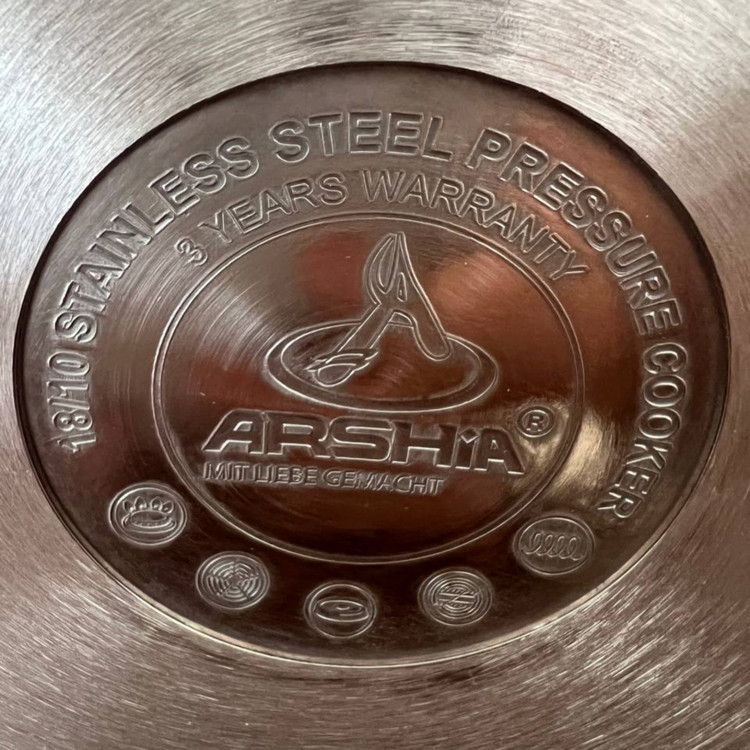 18/10 STAINLESS STEEL PRESSURE COOKER
3 YEARS WARRANTY
ARSHiA®
MIT LIEBE GEMACHT